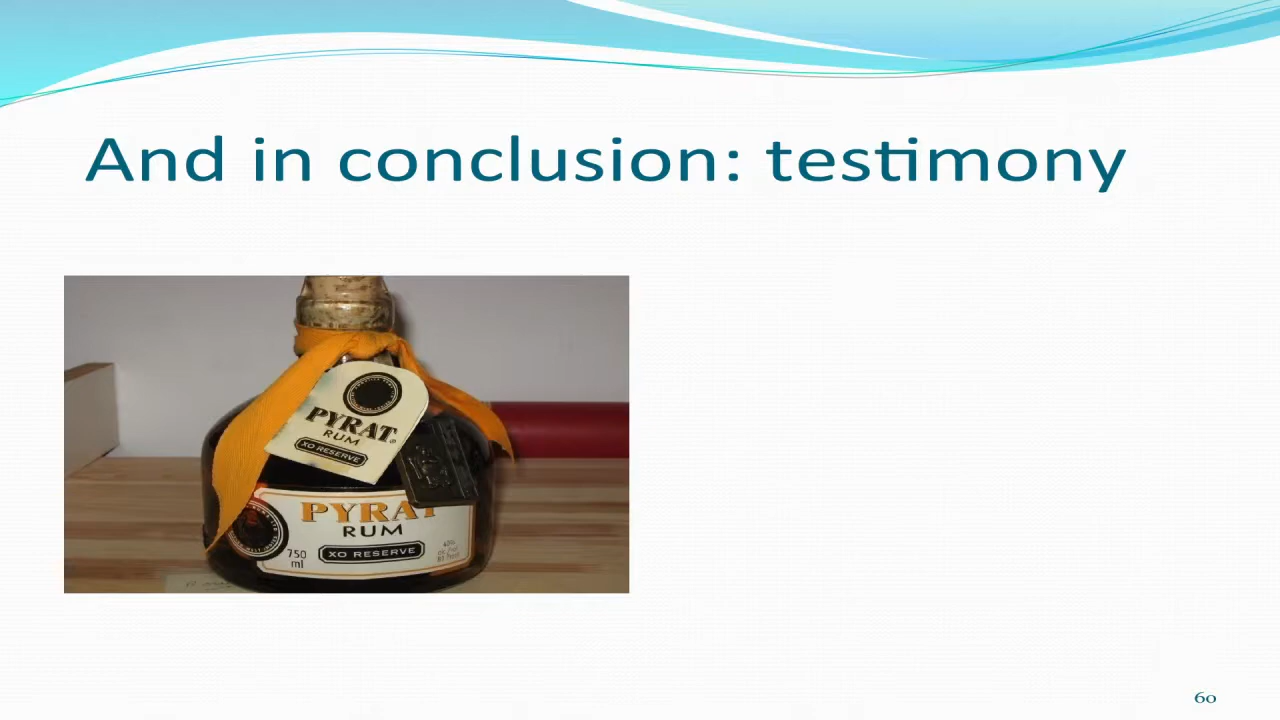 And in conclusion: testimony
PYRAT
RUM
XO RESERVE
PYRAT
RUM
XO RESERVE
750
ml
60